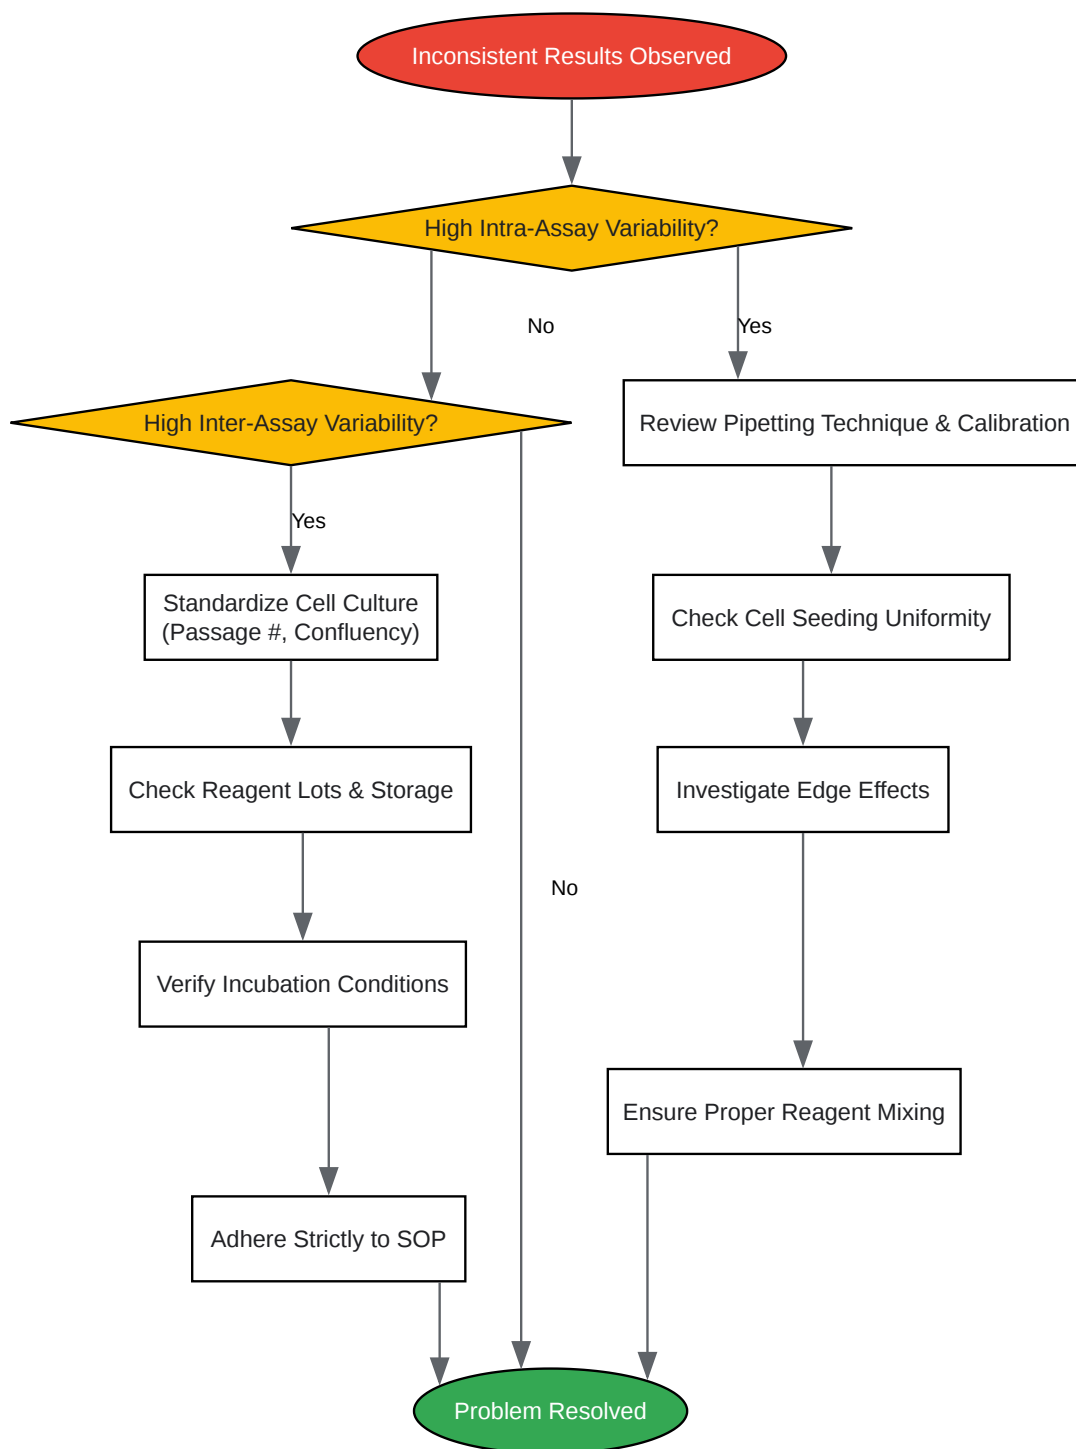 Inconsistent Results Observed
High Intra-Assay Variability?
No
Yes
High Inter-Assay Variability?
Review Pipetting Technique & Calibration
Yes
Standardize Cell Culture
(Passage #, Confluency)
Check Cell Seeding Uniformity
Check Reagent Lots & Storage
Investigate Edge Effects
No
Verify Incubation Conditions
Ensure Proper Reagent Mixing
Adhere Strictly to SOP
Problem Resolved